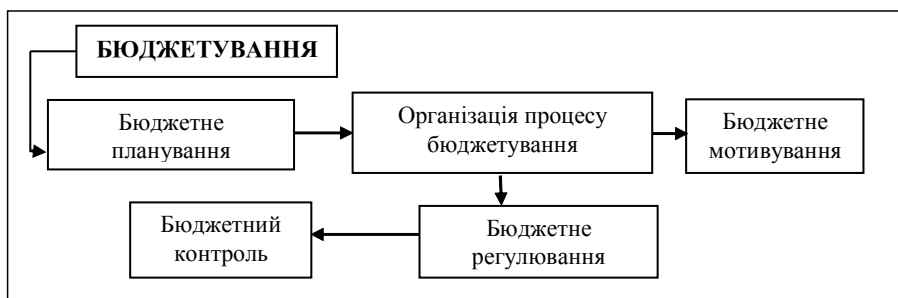 БЮДЖЕТУВАННЯ
Бюджетне
планування
Організація процесу
бюджетування
Бюджетне
мотивування
Бюджетний
контроль
Бюджетне
регулювання